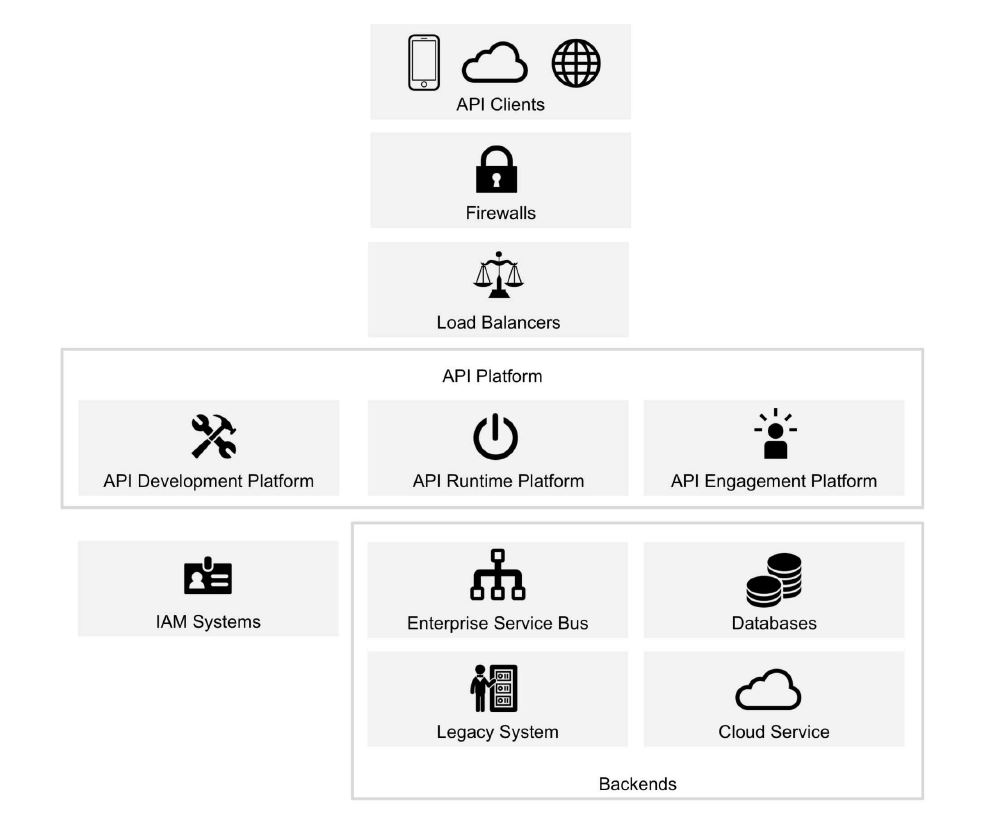 API Clients
Firewalls
Load Balancers
API Platform
API Development Platform
API Runtime Platform
API Engagement Platform
IAM Systems
Enterprise Service Bus
Databases
Legacy System
Cloud Service
Backends